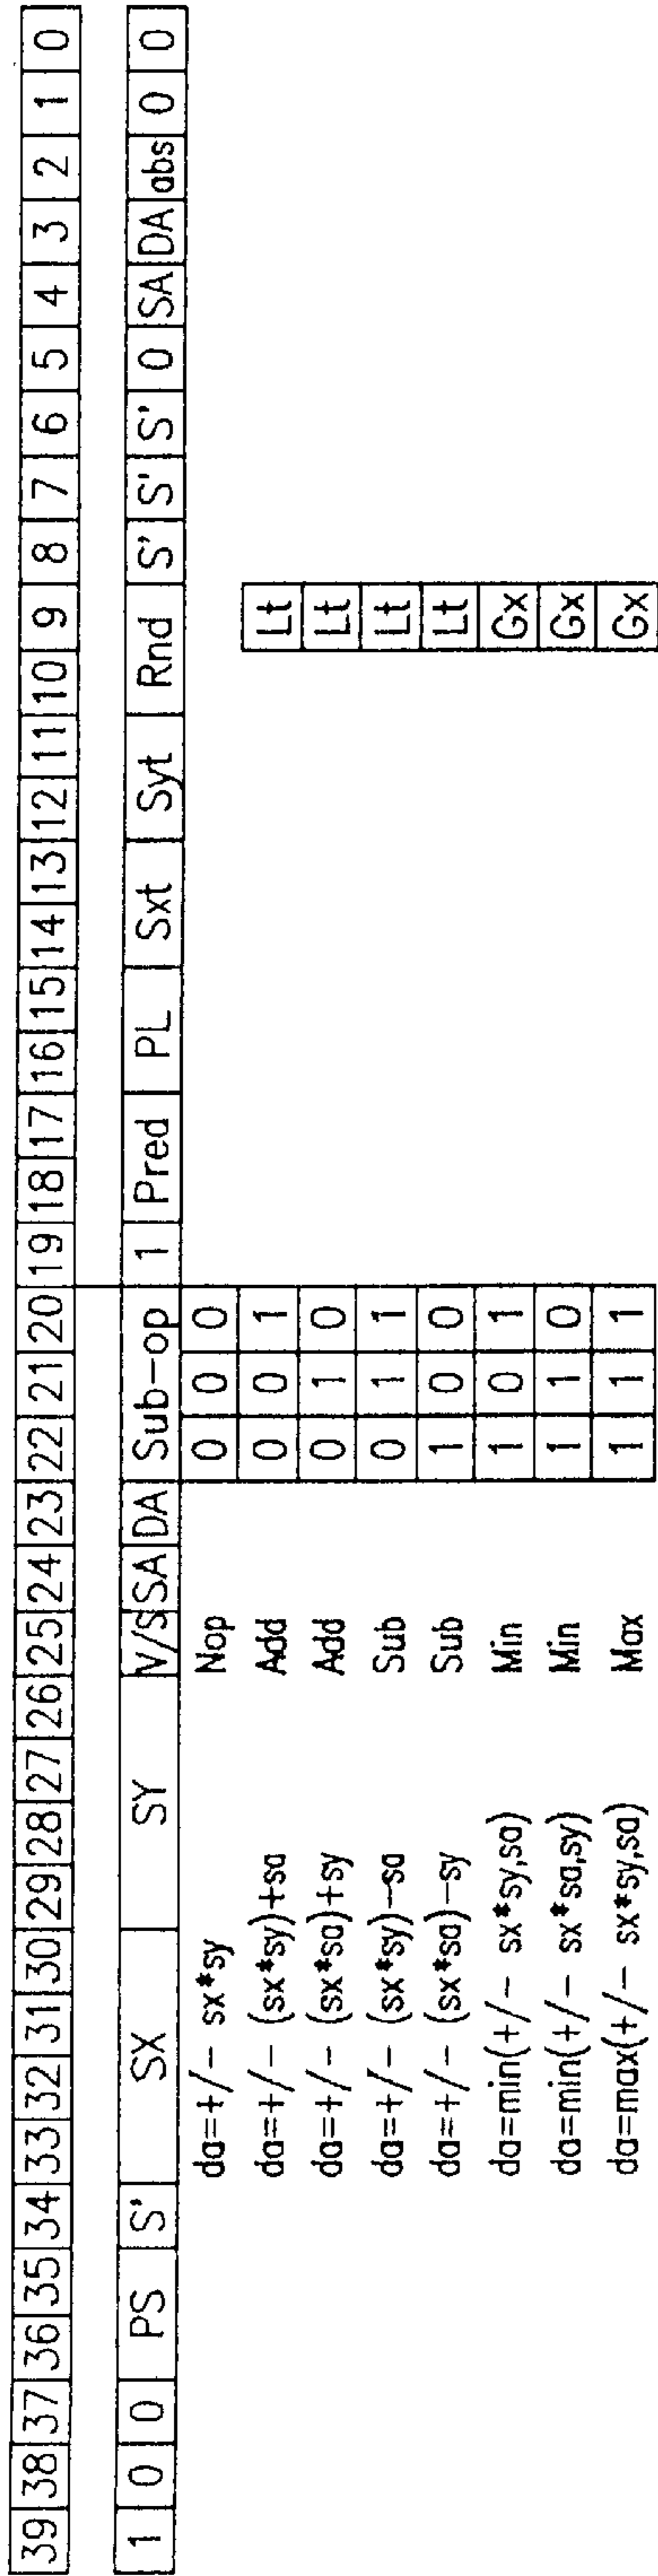 39 38 37 36 35 34 33 32 31 30 29 28 27 26 25 24 23 22 21 20 19 18 17 16 15 14 13 12 11 10 9 8 7 6 5 4 3 2 1 0
1 0 0 PS S' SX SY V/S SA DA Sub-op 1 Pred PL Sxt Syt Rnd S' S' S' 0 SA DA abs 0 0
da=+/- sx*sy Nop 0 0 0
da=+/- (sx*sy)+sa Add 0 0 1 Lt
da=+/- (sx*sa)+sy Add 0 1 0 Lt
da=+/- (sx*sy)-sa Sub 0 1 1 Lt
da=+/- (sx*sa)-sy Sub 1 0 0 Lt
da=min(+/- sx*sy,sa) Min 1 0 1 Gx
da=min(+/- sx*sa,sy) Min 1 1 0 Gx
da=max(+/- sx*sy,sa) Max 1 1 1 Gx